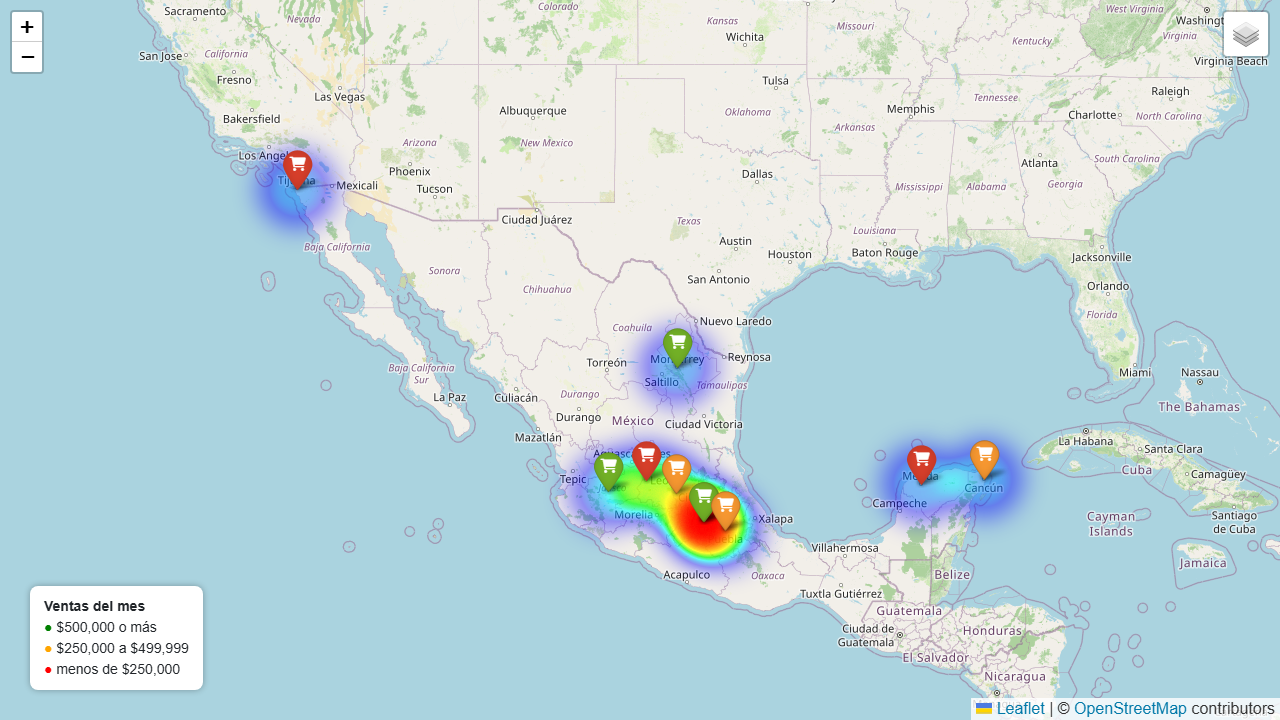 +
−
Sacramento
Nevada
Colorado
Kansas
Missouri
West Virginia
Washing
San Jose
California
Wichita
Kentucky
Virginia
Virginia Beach
Fresno
Las Vegas
Tulsa
Raleigh
Bakersfield
Albuquerque
Oklahoma
Memphis
Tennessee
Charlotte
North Carolina
Los Angel
Arizona
New Mexico
Arkansas
Atlanta
South Carolina
Phoenix
Dallas
Mexicali
Tucson
Mississippi
Alabama
Georgia
Ciudad Juárez
Texas
Louisiana
Baja California
Austin
Houston
Baton Rouge
Jacksonville
Sonora
San Antonio
Chihuahua
Orlando
Florida
Coahuila
Nuevo Laredo
Torreón
Reynosa
Baja California
Sur
Saltillo
Tamaulipas
Miami
Nassau
La Paz
Culiacán
Durango
The Bahamas
Durango
México
Ciudad Victoria
Mazatlán
La Habana
Santa Clara
Tepic
Cuba
Camagüey
Cancún
Campeche
Morelia
Xalapa
Cayman
Islands
Santiago
de Cuba
Villahermosa
Jamaica
Acapulco
Oaxaca
Belize
Tuxtla Gutiérrez
Guatemala
Ciudad de
Guatemala
Honduras
El Salvador
Nicaragua
Ventas del mes
● $500,000 o más
● $250,000 a $499,999
● menos de $250,000
Leaflet | © OpenStreetMap contributors